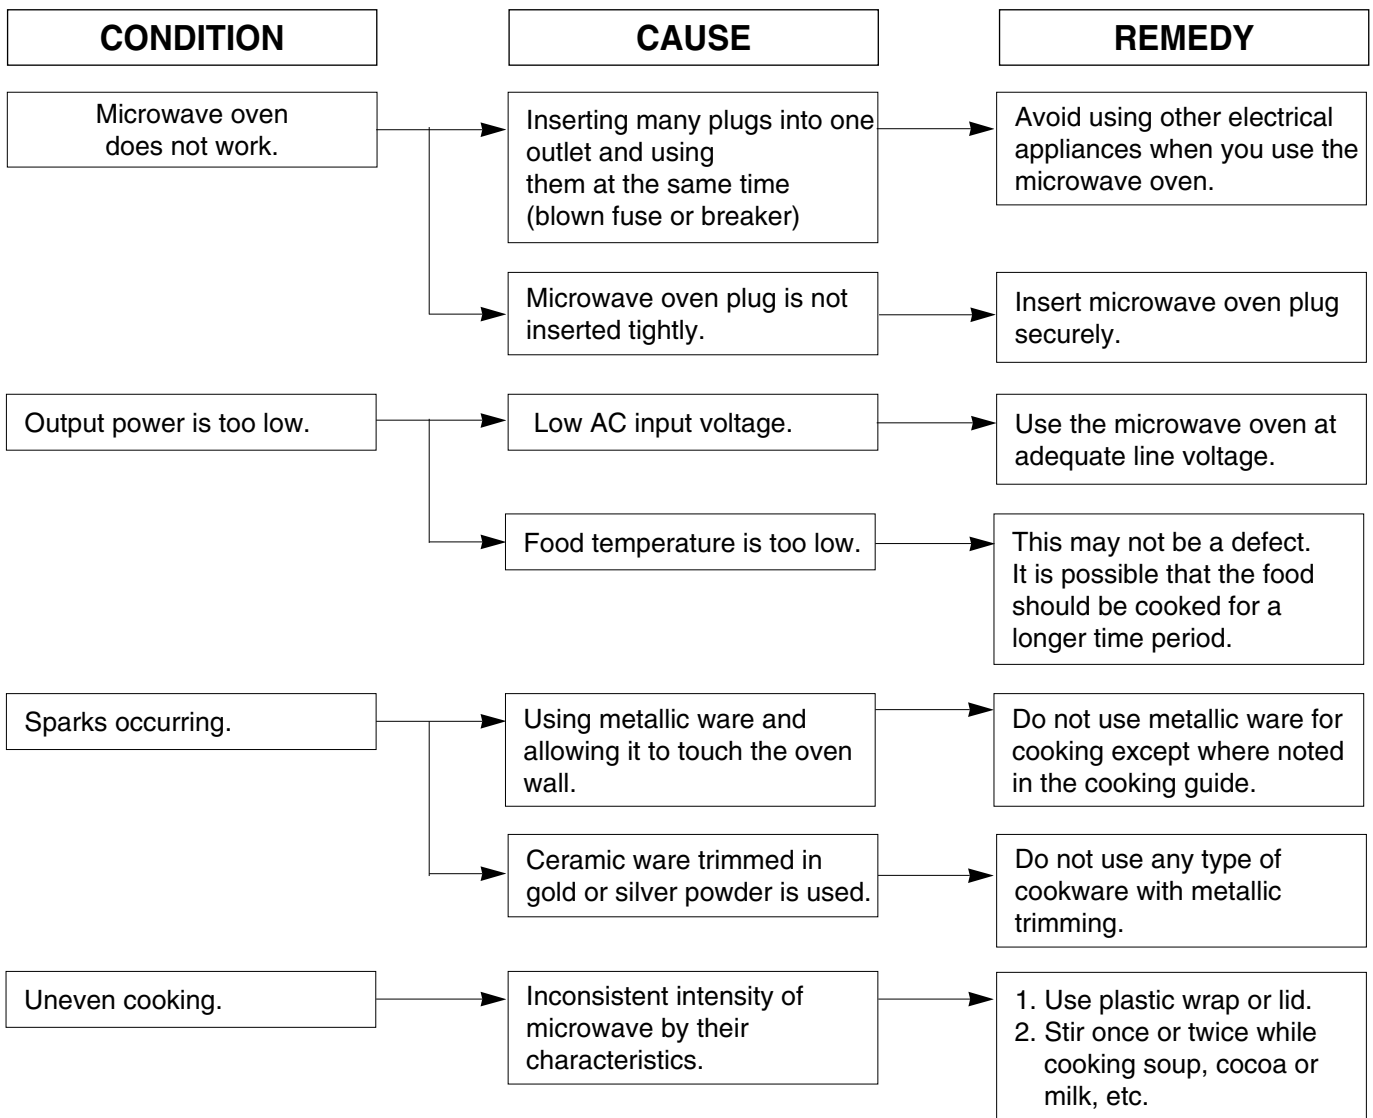 CONDITION
CAUSE
REMEDY
Microwave oven
does not work.
Inserting many plugs into one
outlet and using
them at the same time
(blown fuse or breaker)
Avoid using other electrical
appliances when you use the
microwave oven.
Microwave oven plug is not
inserted tightly.
Insert microwave oven plug
securely.
Output power is too low.
Low AC input voltage.
Use the microwave oven at
adequate line voltage.
Food temperature is too low.
This may not be a defect.
It is possible that the food
should be cooked for a
longer time period.
Sparks occurring.
Using metallic ware and
allowing it to touch the oven
wall.
Do not use metallic ware for
cooking except where noted
in the cooking guide.
Ceramic ware trimmed in
gold or silver powder is used.
Do not use any type of
cookware with metallic
trimming.
Uneven cooking.
Inconsistent intensity of
microwave by their
characteristics.
1. Use plastic wrap or lid.
2. Stir once or twice while
cooking soup, cocoa or
milk, etc.